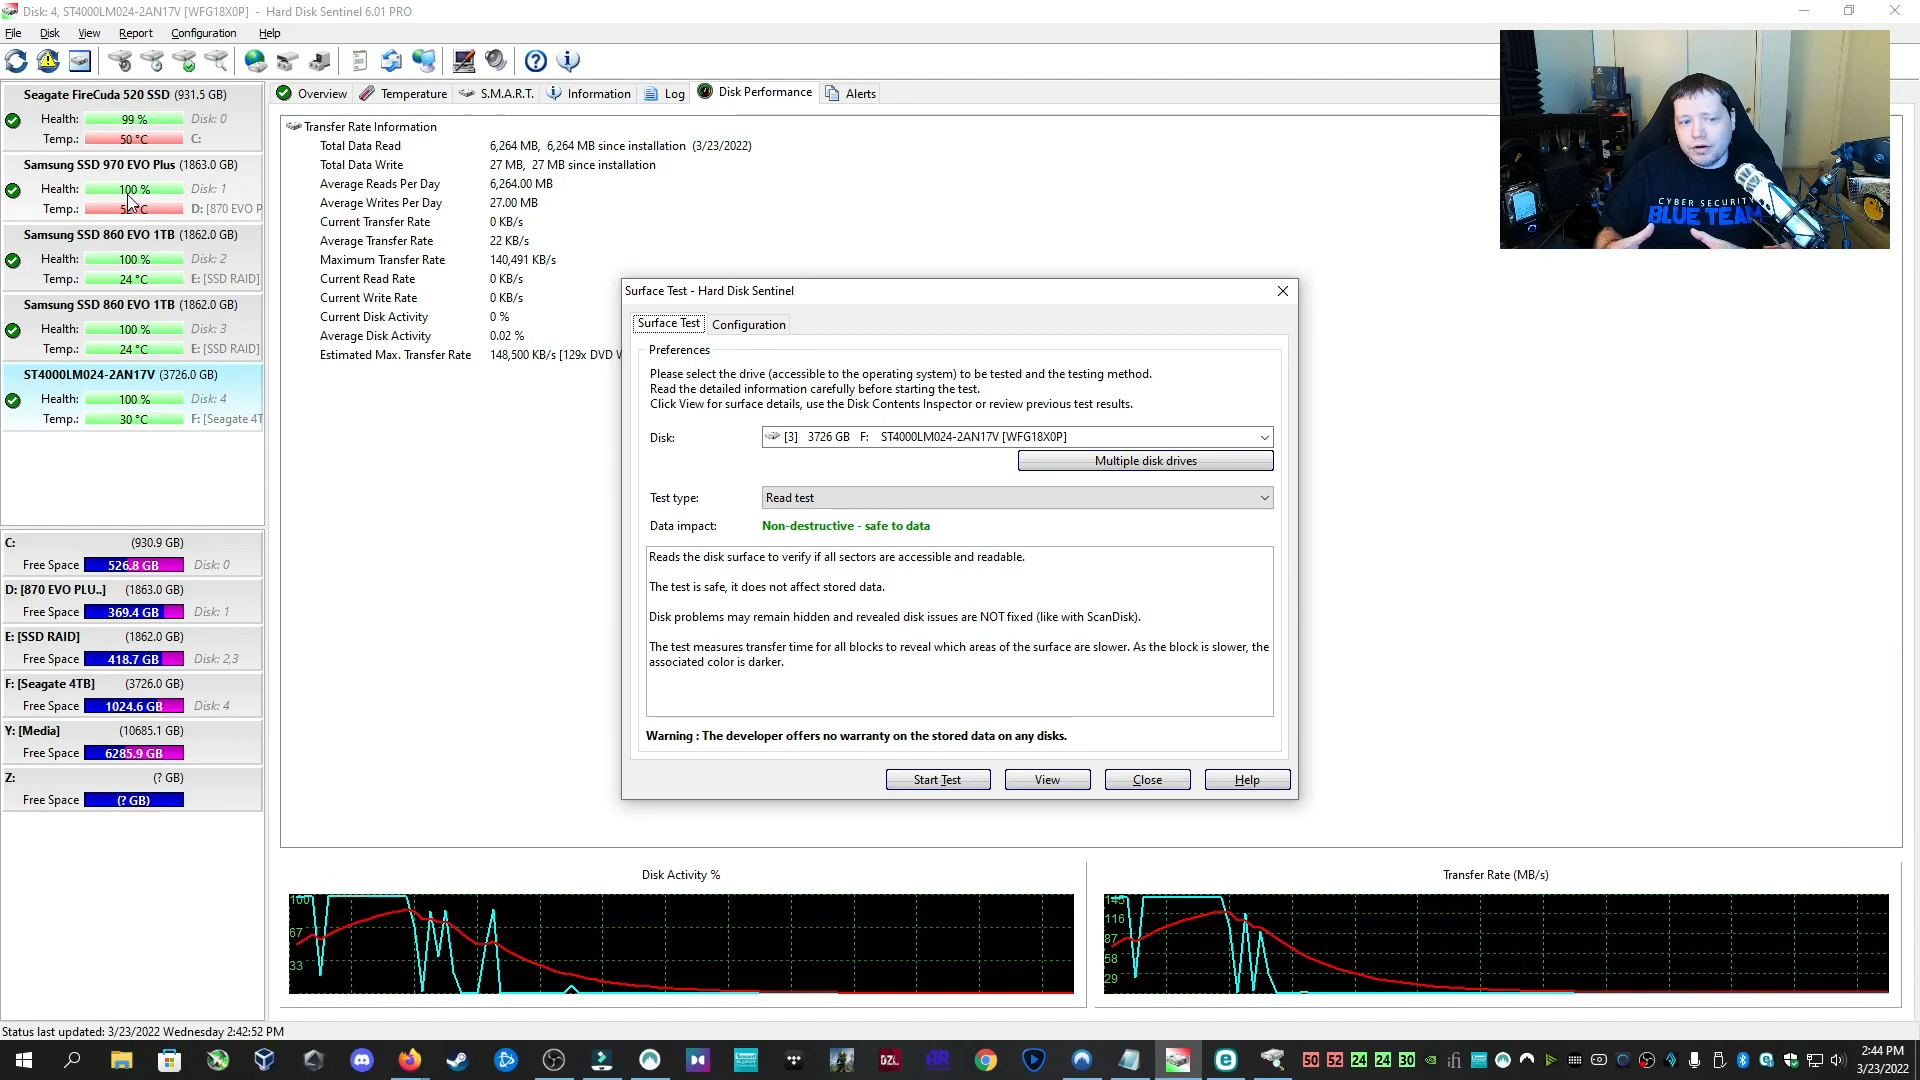 Disk: 4, ST4000LM024-2AN17V [WFG18X0P] - Hard Disk Sentinel 6.01 PRO
File Disk View Report Configuration Help
Seagate FireCuda 520 SSD (931.5 GB)
Health: 99 % Disk: 0
Temp.: 50 °C C:
Samsung SSD 970 EVO Plus (1863.0 GB)
Health: 100 % Disk: 1
Temp.: D: [870 EVO P
Samsung SSD 860 EVO 1TB (1862.0 GB)
Health: 100 % Disk: 2
Temp.: 24 °C E: [SSD RAID]
Samsung SSD 860 EVO 1TB (1862.0 GB)
Health: 100 % Disk: 3
Temp.: 24 °C E: [SSD RAID]
ST4000LM024-2AN17V (3726.0 GB)
Health: 100 % Disk: 4
Temp.: 30 °C F: [Seagate 4T
C: (930.9 GB)
Free Space 526.8 GB Disk: 0
D: [870 EVO PLU..] (1863.0 GB)
Free Space 369.4 GB Disk: 1
E: [SSD RAID] (1862.0 GB)
Free Space 418.7 GB Disk: 2,3
F: [Seagate 4TB] (3726.0 GB)
Free Space 1024.6 GB Disk: 4
Y: [Media] (10685.1 GB)
Free Space 6285.9 GB
Z: (? GB)
Free Space (? GB)
Overview Temperature S.M.A.R.T. Information Log Disk Performance Alerts
Transfer Rate Information
Total Data Read 6,264 MB, 6,264 MB since installation (3/23/2022)
Total Data Write 27 MB, 27 MB since installation
Average Reads Per Day 6,264.00 MB
Average Writes Per Day 27.00 MB
Current Transfer Rate 0 KB/s
Average Transfer Rate 22 KB/s
Maximum Transfer Rate 140,491 KB/s
Current Read Rate 0 KB/s
Current Write Rate 0 KB/s
Current Disk Activity 0 %
Average Disk Activity 0.02 %
Estimated Max. Transfer Rate 148,500 KB/s [129x DVD
CYBER SECURITY
BLUE TEAM
Surface Test - Hard Disk Sentinel
Surface Test Configuration
Preferences
Please select the drive (accessible to the operating system) to be tested and the testing method.
Read the detailed information carefully before starting the test.
Click View for surface details, use the Disk Contents Inspector or review previous test results.
Disk: [3] 3726 GB F: ST4000LM024-2AN17V [WFG18X0P]
Multiple disk drives
Test type: Read test
Data impact: Non-destructive - safe to data
Reads the disk surface to verify if all sectors are accessible and readable.
The test is safe, it does not affect stored data.
Disk problems may remain hidden and revealed disk issues are NOT fixed (like with ScanDisk).
The test measures transfer time for all blocks to reveal which areas of the surface are slower. As the block is slower, the
associated color is darker.
Warning : The developer offers no warranty on the stored data on any disks.
Start Test View Close Help
Disk Activity %
100
67
33
Transfer Rate (MB/s)
145
116
87
58
29
Status last updated: 3/23/2022 Wednesday 2:42:52 PM
DZL
50 52 24 24 30
2:44 PM
3/23/2022